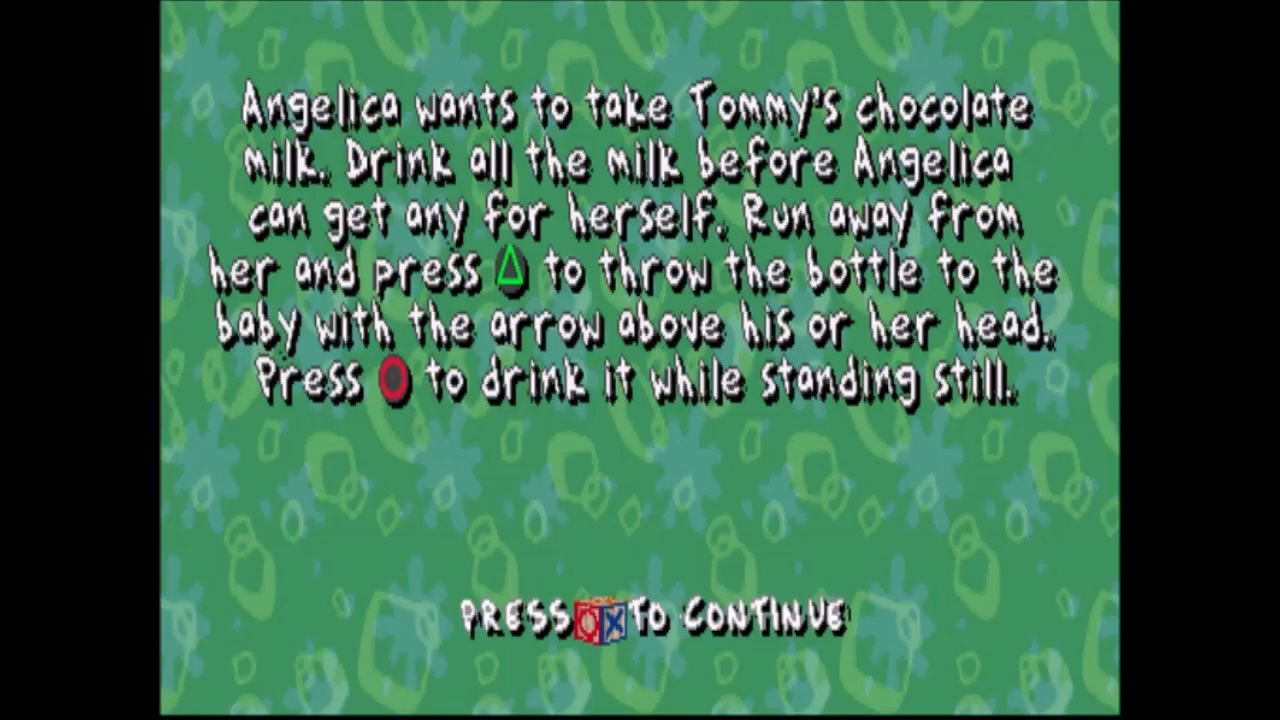 Angelica wants to take Tommy's chocolate
milk. Drink all the milk before Angelica
can get any for herself. Run away from
her and press △ to throw the bottle to the
baby with the arrow above his or her head.
Press ○ to drink it while standing still.
PRESS X TO CONTINUE